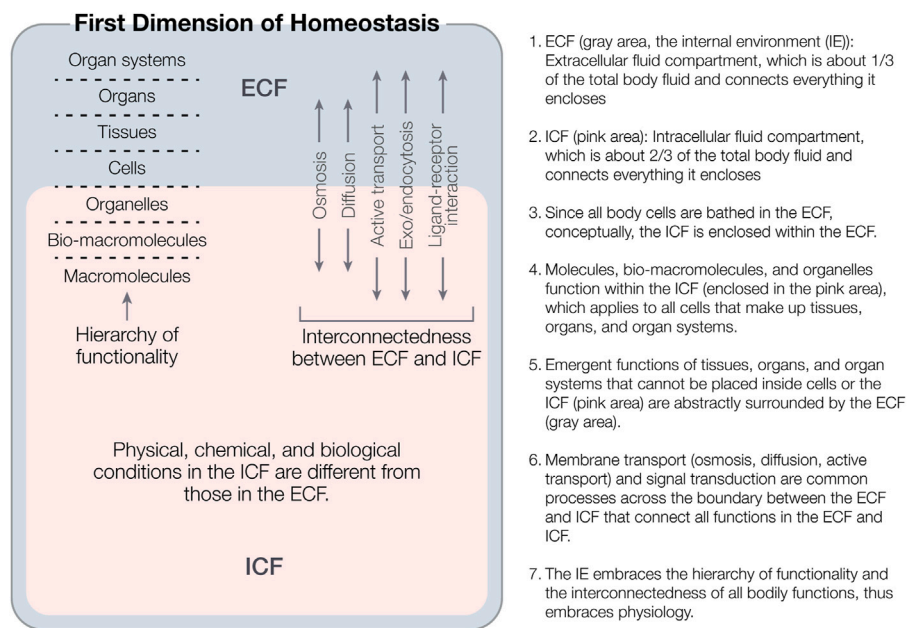 First Dimension of Homeostasis
Organ systems
Organs
Tissues
Cells
Organelles
Bio-macromolecules
Macromolecules
Hierarchy of
functionality
ECF
Osmosis
Diffusion
Active transport
Exo/endocytosis
Ligand-receptor
interaction
Interconnectedness
between ECF and ICF
Physical, chemical, and biological
conditions in the ICF are different from
those in the ECF.
ICF
1. ECF (gray area, the internal environment (IE)):
Extracellular fluid compartment, which is about 1/3
of the total body fluid and connects everything it
encloses
2. ICF (pink area): Intracellular fluid compartment,
which is about 2/3 of the total body fluid and
connects everything it encloses
3. Since all body cells are bathed in the ECF,
conceptually, the ICF is enclosed within the ECF.
4. Molecules, bio-macromolecules, and organelles
function within the ICF (enclosed in the pink area),
which applies to all cells that make up tissues,
organs, and organ systems.
5. Emergent functions of tissues, organs, and organ
systems that cannot be placed inside cells or the
ICF (pink area) are abstractly surrounded by the ECF
(gray area).
6. Membrane transport (osmosis, diffusion, active
transport) and signal transduction are common
processes across the boundary between the ECF
and ICF that connect all functions in the ECF and
ICF.
7. The IE embraces the hierarchy of functionality and
the interconnectedness of all bodily functions, thus
embraces physiology.